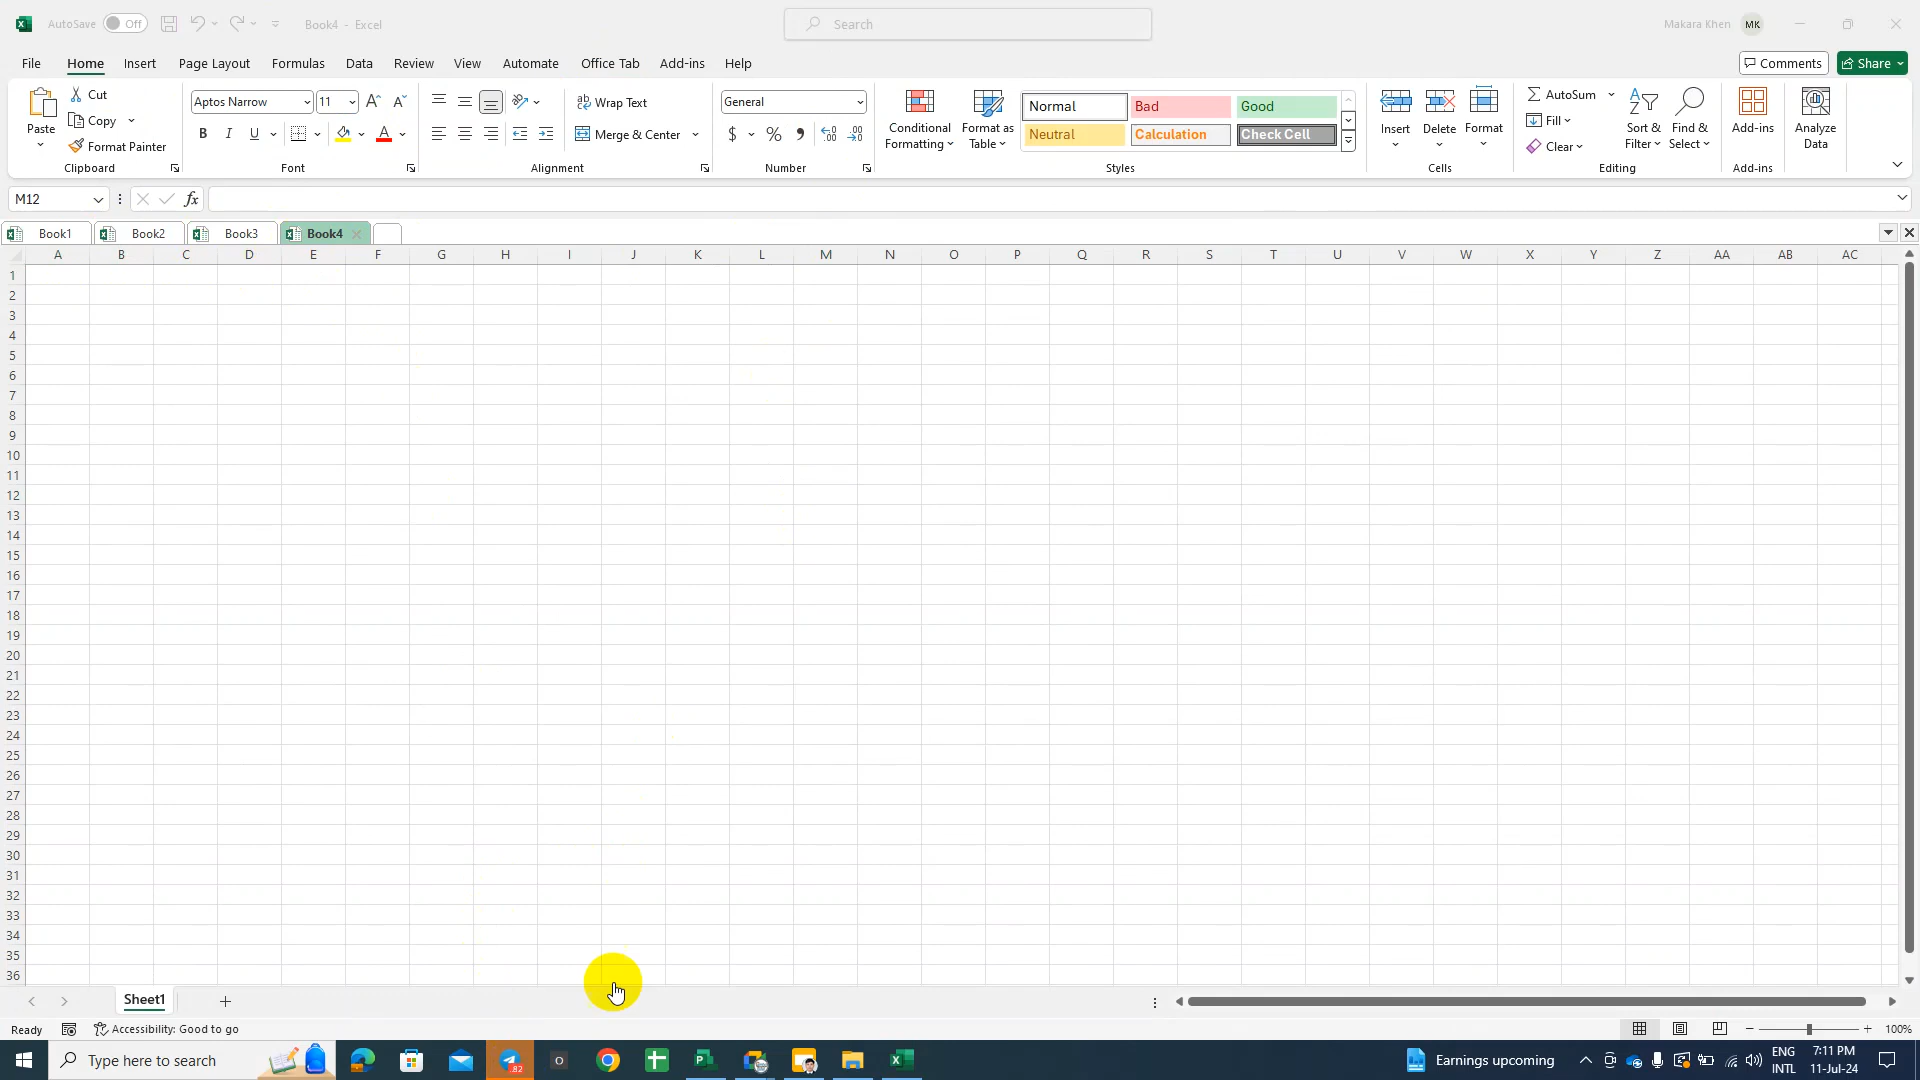 AutoSave Off Book4 - Excel Search Makara Khen MK
File Home Insert Page Layout Formulas Data Review View Automate Office Tab Add-ins Help Comments Share
Paste Cut Copy Format Painter Clipboard
Aptos Narrow 11 B I U A Font
ab Wrap Text Merge & Center Alignment
General $ % , Number
Conditional Formatting Format as Table
Normal Bad Good
Neutral Calculation Check Cell
Styles
Insert Delete Format Cells
AutoSum Fill Clear Sort & Filter Find & Select Editing
Add-ins Add-ins
Analyze Data
M12 fx
Book1 Book2 Book3 Book4
A B C D E F G H I J K L M N O P Q R S T U V W X Y Z AA AB AC
1
2
3
4
5
6
7
8
9
10
11
12
13
14
15
16
17
18
19
20
21
22
23
24
25
26
27
28
29
30
31
32
33
34
35
36
Sheet1
Ready Accessibility: Good to go 100%
Type here to search 82 Earnings upcoming ENG INTL 7:11 PM 11-Jul-24